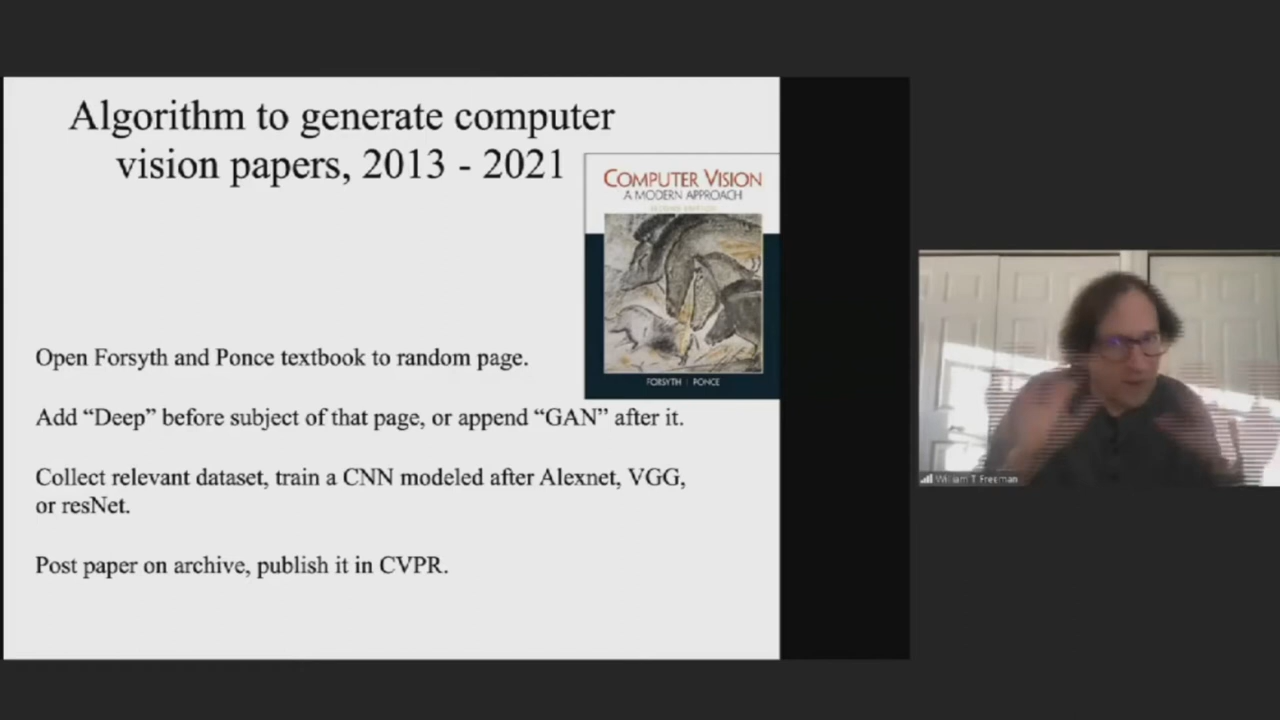 Algorithm to generate computer
vision papers, 2013 - 2021
COMPUTER VISION
A MODERN APPROACH
FORSYTH | PONCE
Open Forsyth and Ponce textbook to random page.
Add “Deep” before subject of that page, or append “GAN” after it.
Collect relevant dataset, train a CNN modeled after Alexnet, VGG,
or resNet.
Post paper on archive, publish it in CVPR.
William T Freeman